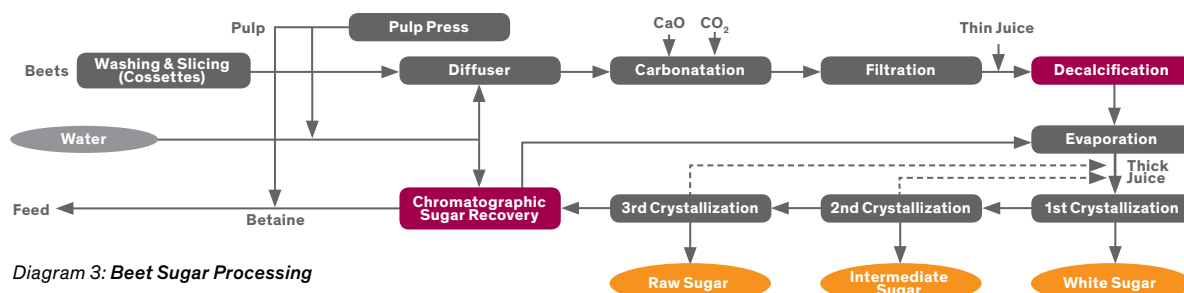 Pulp
Pulp Press
CaO
CO₂
Thin Juice
Beets
Washing & Slicing
(Cossettes)
Diffuser
Carbonatation
Filtration
Decalcification
Water
Evaporation
Thick
Juice
Feed
Betaine
Chromatographic
Sugar Recovery
3rd Crystallization
2nd Crystallization
1st Crystallization
Diagram 3: Beet Sugar Processing
Raw Sugar
Intermediate
Sugar
White Sugar